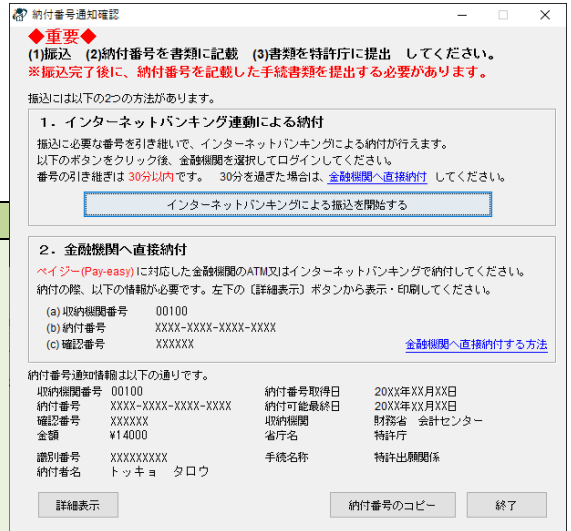 納付番号通知確認
◆重要◆
(1)振込　(2)納付番号を書類に記載　(3)書類を特許庁に提出　してください。
※振込完了後に、納付番号を記載した手続書類を提出する必要があります。
振込には以下の2つの方法があります。
1．インターネットバンキング連動による納付
振込に必要な番号を引き継いで、インターネットバンキングによる納付が行えます。
以下のボタンをクリック後、金融機関を選択してログインしてください。
番号の引き継ぎは 30分以内です。　30分を過ぎた場合は、金融機関へ直接納付 してください。
インターネットバンキングによる振込を開始する
2．金融機関へ直接納付
ペイジー(Pay-easy)に対応した金融機関のATM又はインターネットバンキングで納付してください。
納付の際、以下の情報が必要です。左下の〔詳細表示〕ボタンから表示・印刷してください。
(a) 収納機関番号　00100
(b) 納付番号　XXXX-XXXX-XXXX-XXXX
(c) 確認番号　XXXXXX　金融機関へ直接納付する方法
納付番号通知情報は以下の通りです。
収納機関番号　00100　納付番号取得日　20XX年XX月XX日
納付番号　XXXX-XXXX-XXXX-XXXX　納付可能最終日　20XX年XX月XX日
確認番号　XXXXXX　収納機関　財務省　会計センター
金額　¥14000　省庁名　特許庁
識別番号　XXXXXXXXX　手続名称　特許出願関係
納付者名　トッキョ　タロウ
詳細表示　納付番号のコピー　終了